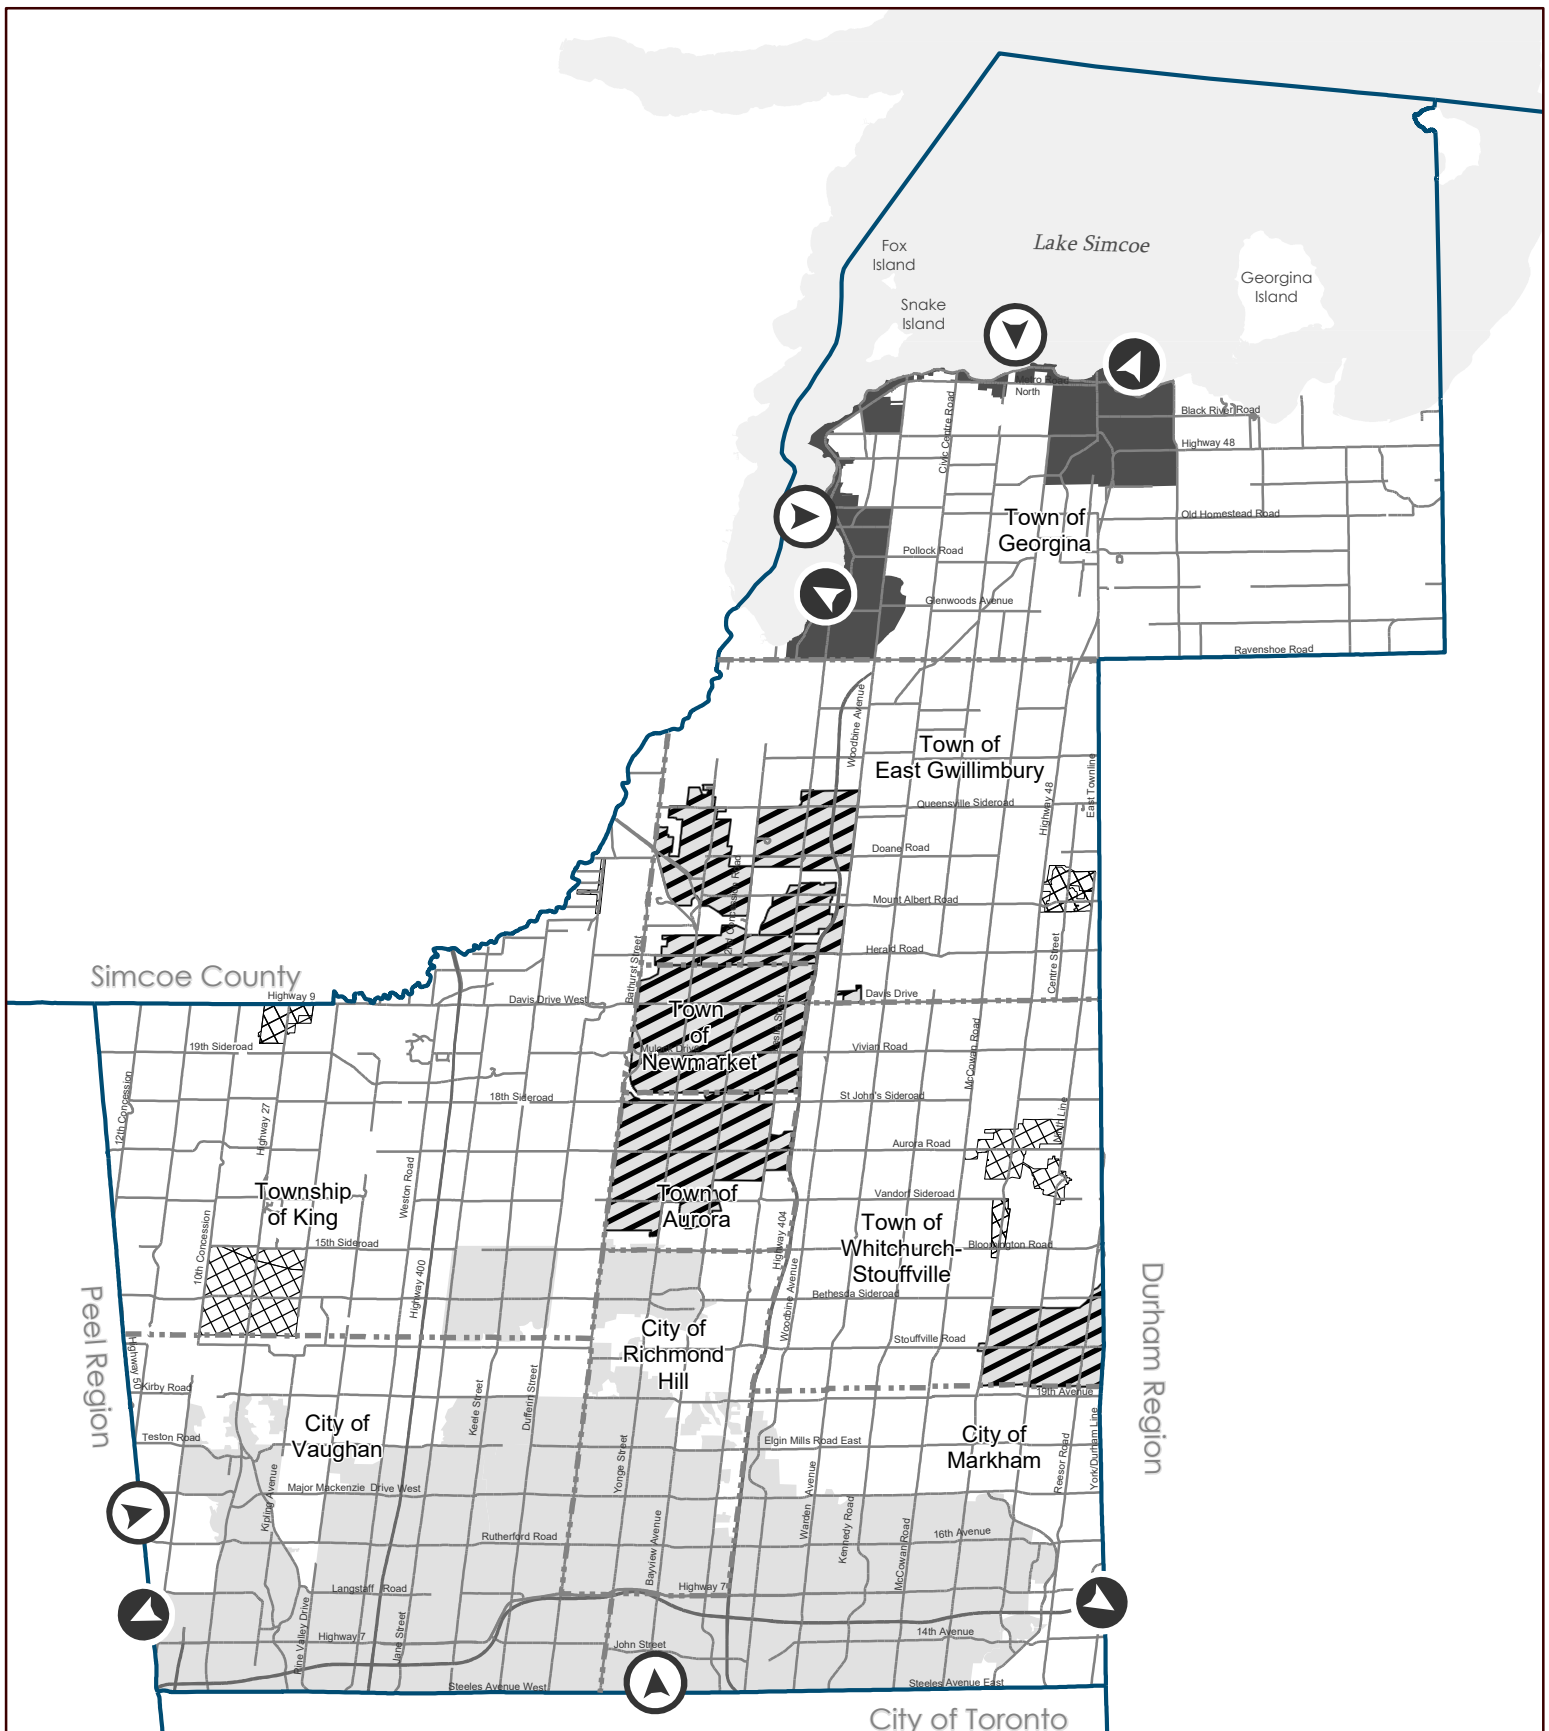 Lake Simcoe
Fox
Island
Georgina
Island
Snake
Island
Metro Road
North
Black River Road
Civic Centre Road
Highway 48
Old Homestead Road
Town of
Georgina
Pollock Road
Glenwoods Avenue
Ravenshoe Road
Woodbine Avenue
Town of
East Gwillimbury
East Townline
Highway 48
Queensville Sideroad
Doane Road
2nd Concession Road
Mount Albert Road
Bathurst Street
Herald Road
Centre Street
Simcoe County
Highway 9
Davis Drive West
Davis Drive
Town
of
Newmarket
Leslie Street
Mulock Drive
19th Sideroad
Vivian Road
McCowan Road
12th Concession
18th Sideroad
St John's Sideroad
Highway 27
Ninth Line
Aurora Road
Weston Road
Township
of King
Town of
Aurora
Vandorf Sideroad
10th Concession
15th Sideroad
Highway 404
Town of
Whitchurch-
Stouffville
Bloomington Road
Highway 400
Woodbine Avenue
Bethesda Sideroad
Peel Region
Durham Region
City of
Richmond
Hill
Stouffville Road
Highway 50
Kirby Road
19th Avenue
Keele Street
Dufferin Street
City of
Vaughan
Teston Road
Yonge Street
Elgin Mills Road East
City of
Markham
Reesor Road
York/Durham Line
Kipling Avenue
Major Mackenzie Drive West
Warden Avenue
Rutherford Road
Bayview Avenue
Kennedy Road
McCowan Road
16th Avenue
Langstaff Road
Highway 7
Pine Valley Drive
Jane Street
Highway 7
John Street
14th Avenue
Steeles Avenue West
Steeles Avenue East
City of Toronto